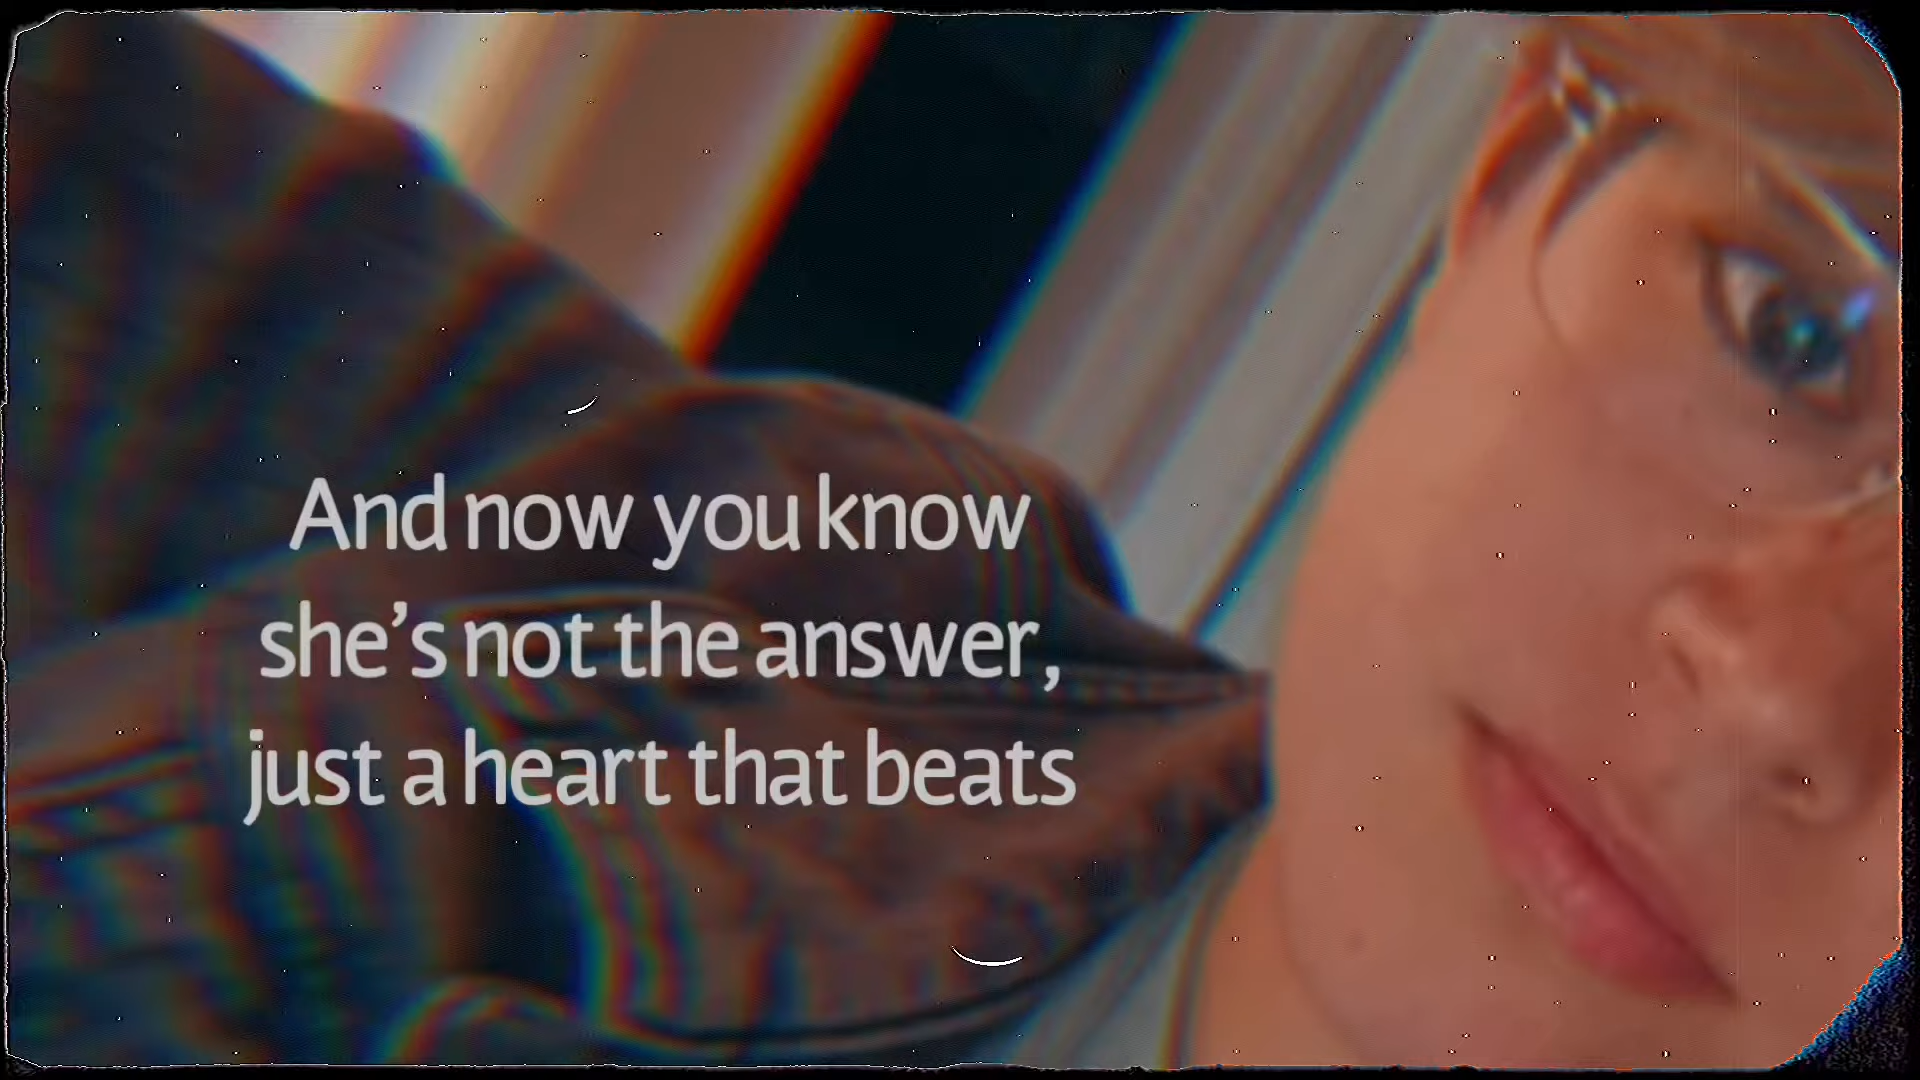 And now you know
she’s not the answer,
just a heart that beats